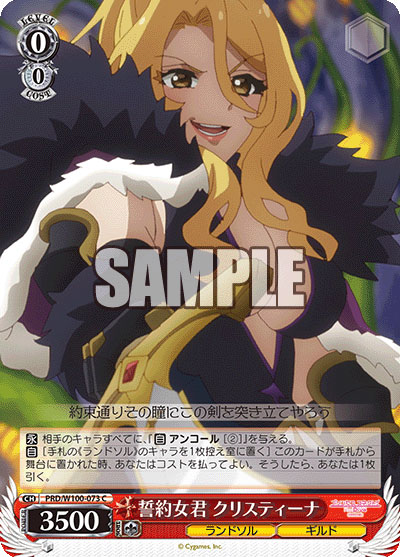 LEVEL
0
0
COST
SAMPLE
約束通りその瞳にこの剣を突き立てやろう
永 相手のキャラすべてに、『自 アンコール [②]』を与える。
自 [手札の《ランドソル》のキャラを1枚控え室に置く] このカードが手札から
舞台に置かれた時、あなたはコストを払ってよい。そうしたら、あなたは1枚
引く。
CH PRD/W100-073 C
3500
誓約女君 クリスティーナ
ランドソル
ギルド
© Cygames, Inc.